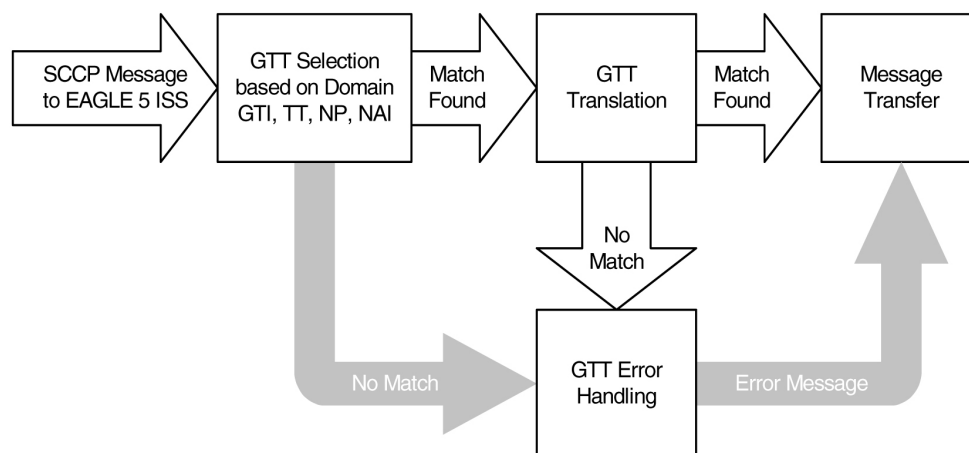 SCCP Message
to EAGLE 5 ISS
GTT Selection
based on Domain
GTI, TT, NP, NAI
Match
Found
GTT
Translation
Match
Found
Message
Transfer
No
Match
No Match
GTT Error
Handling
Error Message